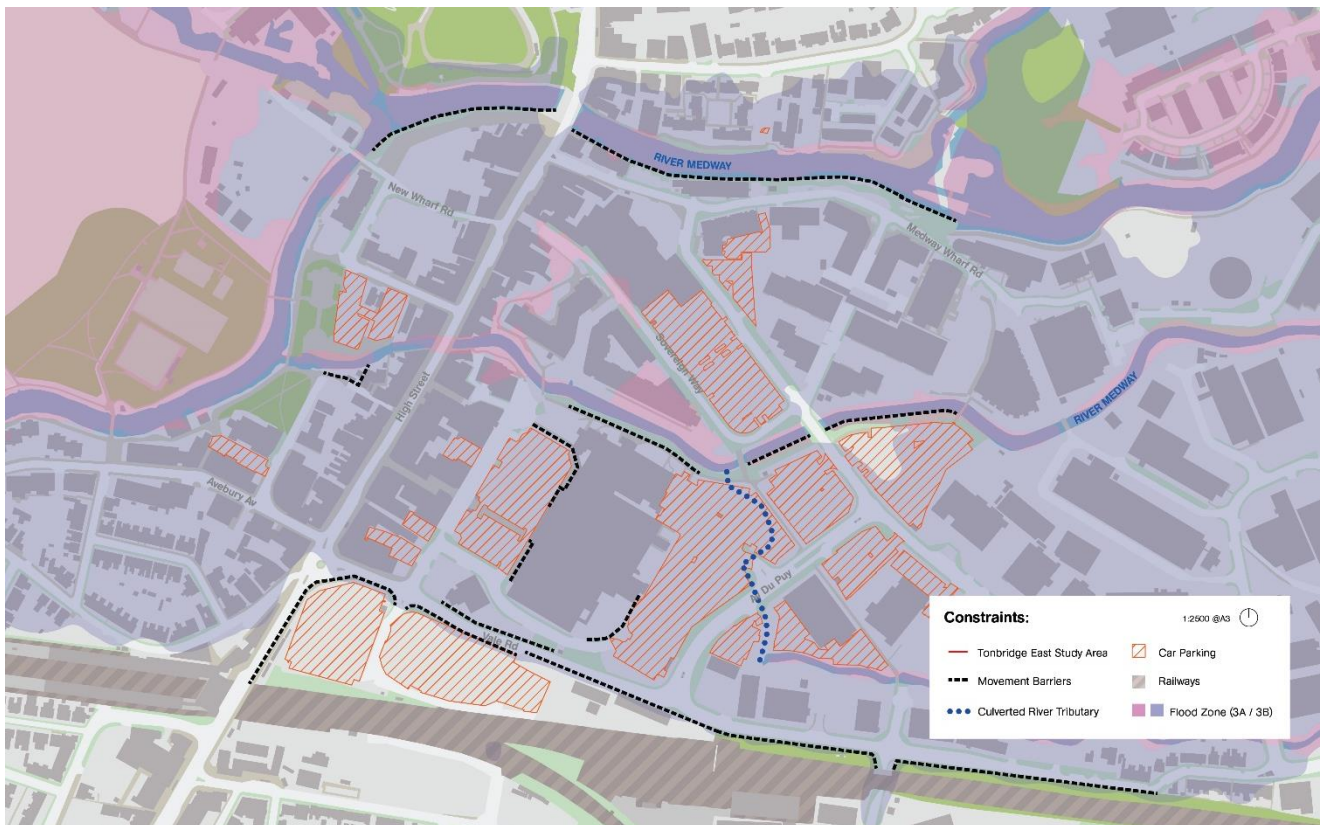 RIVER MEDWAY
New Wharf Rd
Medway Wharf Rd
Sovereign Way
High Street
RIVER MEDWAY
Avebury Av
Du Puy
Vale Rd
Constraints:
1:2500 @A3
Tonbridge East Study Area
Car Parking
Movement Barriers
Railways
Culverted River Tributary
Flood Zone (3A / 3B)